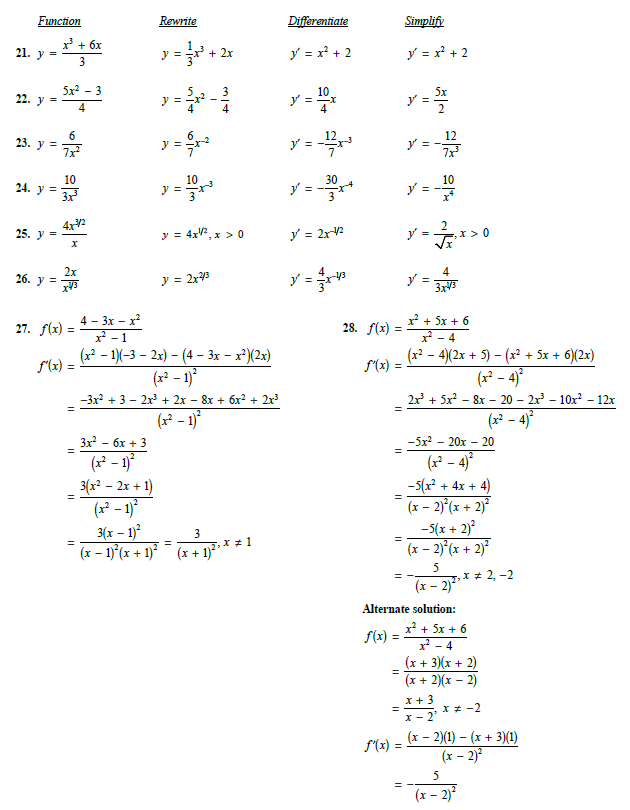 Function Rewrite Differentiate Simplify
21. y = (x³ + 6x)/3 y = (1/3)x³ + 2x y′ = x² + 2 y′ = x² + 2
22. y = (5x² − 3)/4 y = (5/4)x² − 3/4 y′ = (10/4)x y′ = 5x/2
23. y = 6/(7x²) y = (6/7)x⁻² y′ = −(12/7)x⁻³ y′ = −12/(7x³)
24. y = 10/(3x³) y = (10/3)x⁻³ y′ = −(30/3)x⁻⁴ y′ = −10/x⁴
25. y = 4x^(3/2)/x y = 4x^(1/2), x > 0 y′ = 2x^(−1/2) y′ = 2/√x, x > 0
26. y = 2x/x^(1/3) y = 2x^(2/3) y′ = (4/3)x^(−1/3) y′ = 4/(3x^(1/3))
27. f(x) = (4 − 3x − x²)/(x² − 1)
f′(x) = ((x² − 1)(−3 − 2x) − (4 − 3x − x²)(2x))/(x² − 1)²
= (−3x² + 3 − 2x³ + 2x − 8x + 6x² + 2x³)/(x² − 1)²
= (3x² − 6x + 3)/(x² − 1)²
= 3(x² − 2x + 1)/(x² − 1)²
= 3(x − 1)²/((x − 1)²(x + 1)²) = 3/(x + 1)², x ≠ 1
28. f(x) = (x² + 5x + 6)/(x² − 4)
f′(x) = ((x² − 4)(2x + 5) − (x² + 5x + 6)(2x))/(x² − 4)²
= (2x³ + 5x² − 8x − 20 − 2x³ − 10x² − 12x)/(x² − 4)²
= (−5x² − 20x − 20)/(x² − 4)²
= −5(x² + 4x + 4)/((x − 2)²(x + 2)²)
= −5(x + 2)²/((x − 2)²(x + 2)²)
= −5/(x − 2)², x ≠ 2, −2
Alternate solution:
f(x) = (x² + 5x + 6)/(x² − 4)
= (x + 3)(x + 2)/((x + 2)(x − 2))
= (x + 3)/(x − 2), x ≠ −2
f′(x) = ((x − 2)(1) − (x + 3)(1))/(x − 2)²
= −5/(x − 2)²